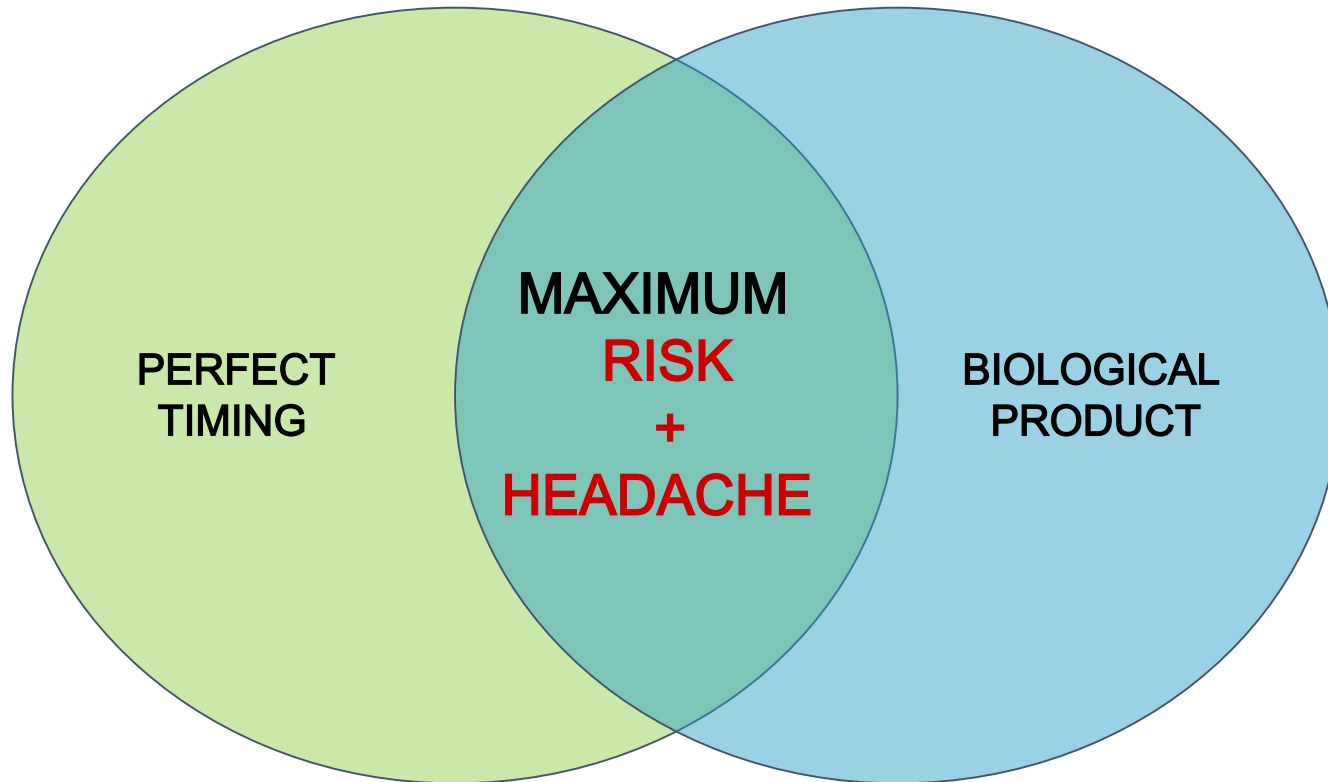 PERFECT
TIMING
MAXIMUM
RISK
+
HEADACHE
BIOLOGICAL
PRODUCT